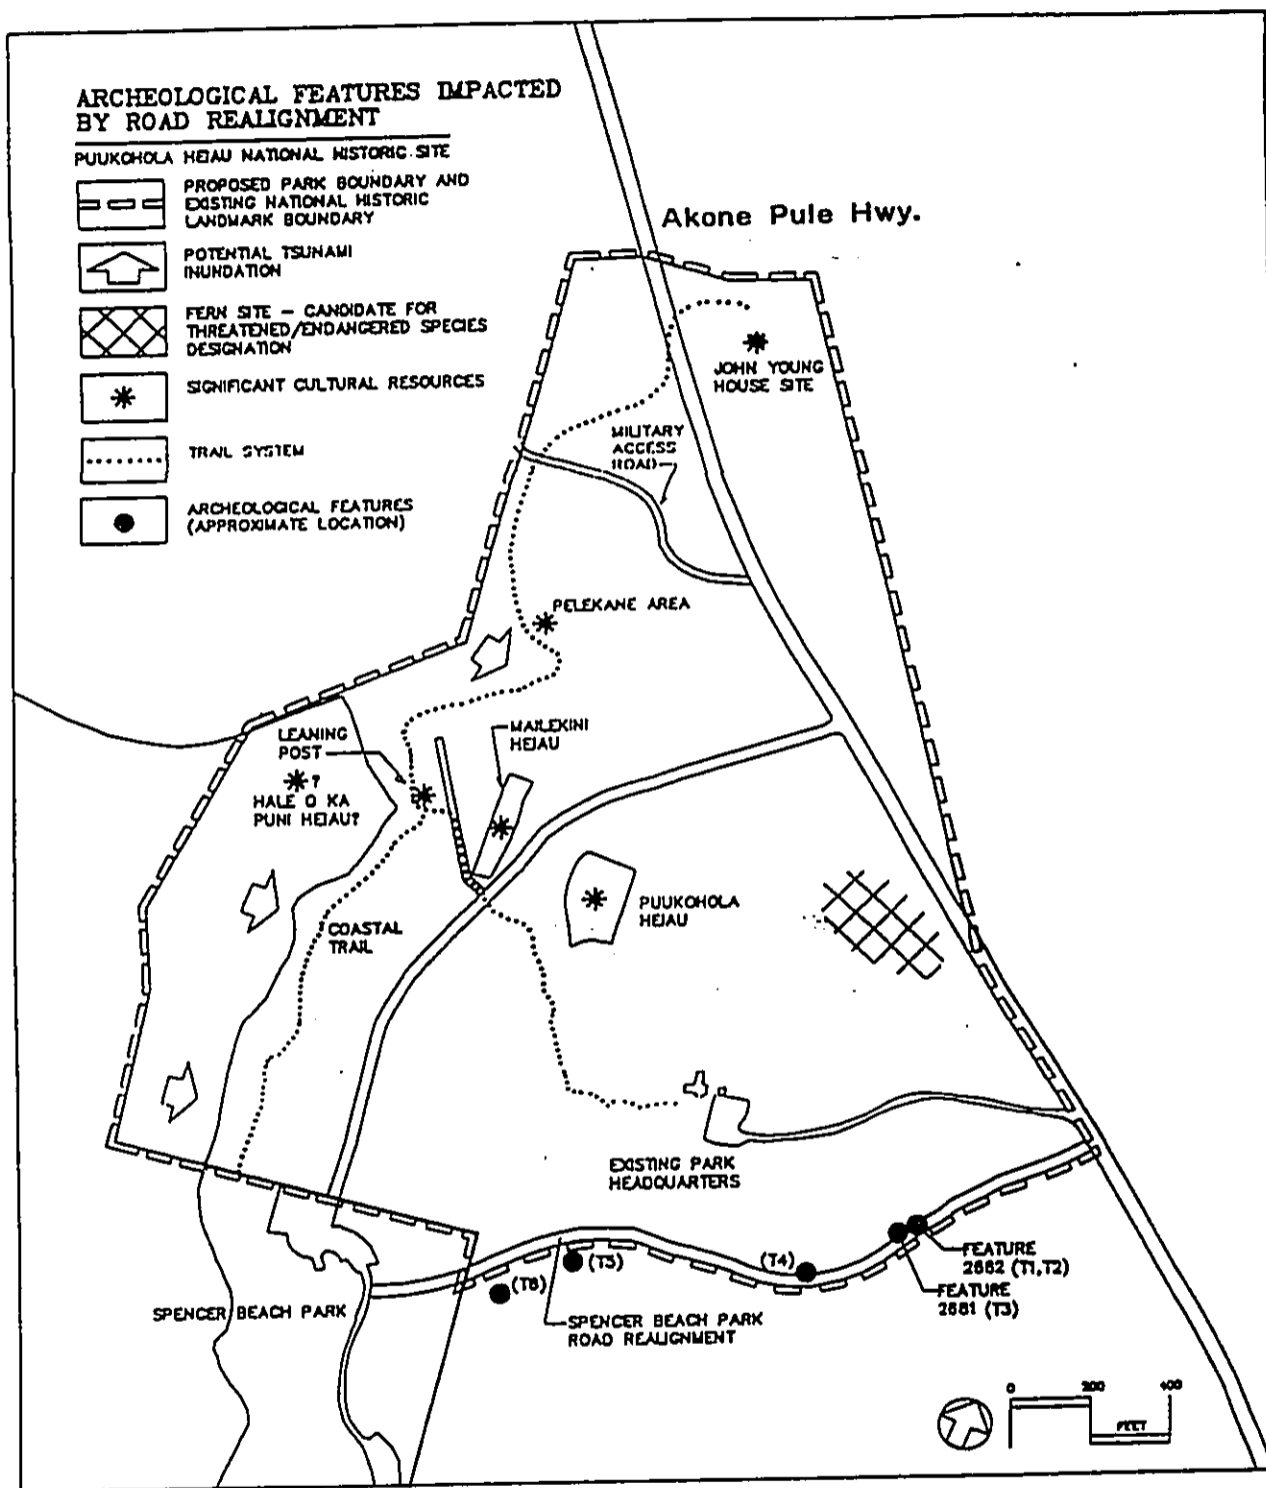 ARCHEOLOGICAL FEATURES IMPACTED
BY ROAD REALIGNMENT
PUUKOHOLA HEIAU NATIONAL HISTORIC SITE
PROPOSED PARK BOUNDARY AND
EXISTING NATIONAL HISTORIC
LANDMARK BOUNDARY
POTENTIAL TSUNAMI
INUNDATION
FERN SITE – CANDIDATE FOR
THREATENED/ENDANGERED SPECIES
DESIGNATION
SIGNIFICANT CULTURAL RESOURCES
TRAIL SYSTEM
ARCHEOLOGICAL FEATURES
(APPROXIMATE LOCATION)
Akone Pule Hwy.
JOHN YOUNG
HOUSE SITE
MILITARY
ACCESS
ROAD
PELEKANE AREA
LEANING
POST
MAILEKINI
HEIAU
?
HALE O KA
PUNI HEIAU?
PUUKOHOLA
HEIAU
COASTAL
TRAIL
EXISTING PARK
HEADQUARTERS
(T6)
(T5)
(T4)
FEATURE
2662 (T1,T2)
FEATURE
2661 (T3)
SPENCER BEACH PARK
SPENCER BEACH PARK
ROAD REALIGNMENT
0 200 400
FEET